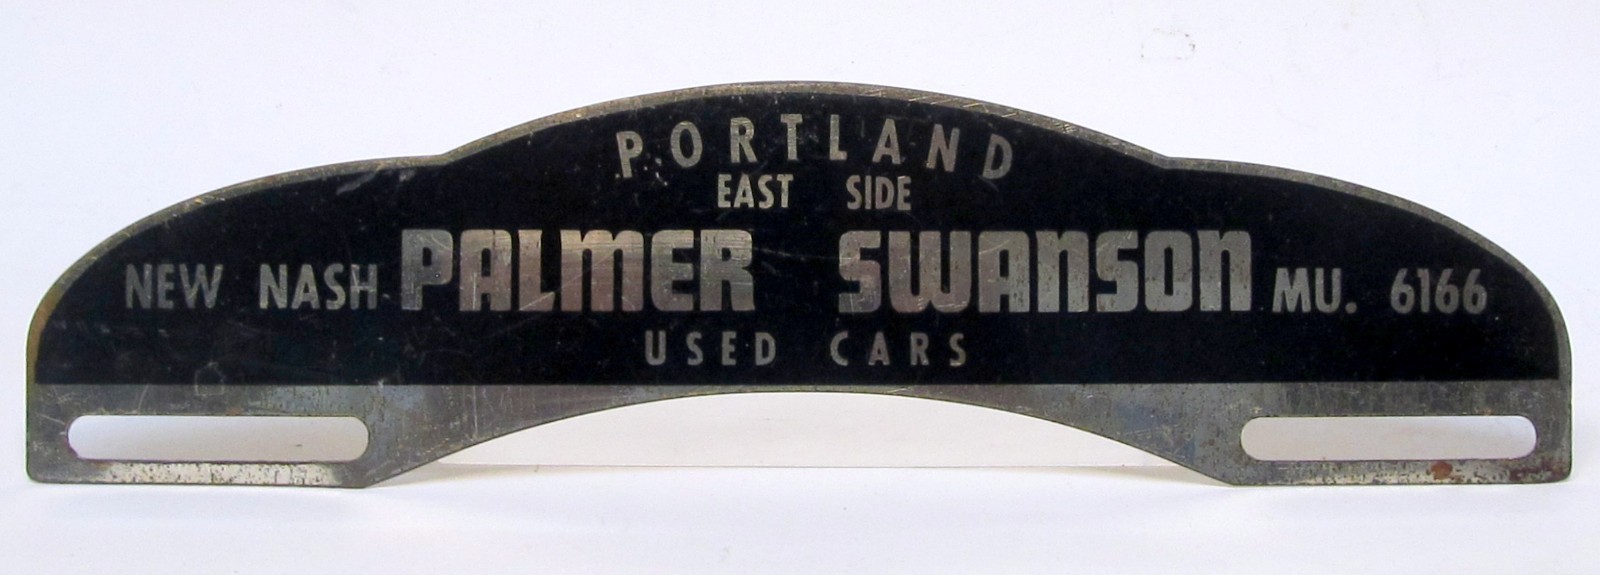 PORTLAND
EAST SIDE
NEW NASH PALMER SWANSON MU. 6166
USED CARS